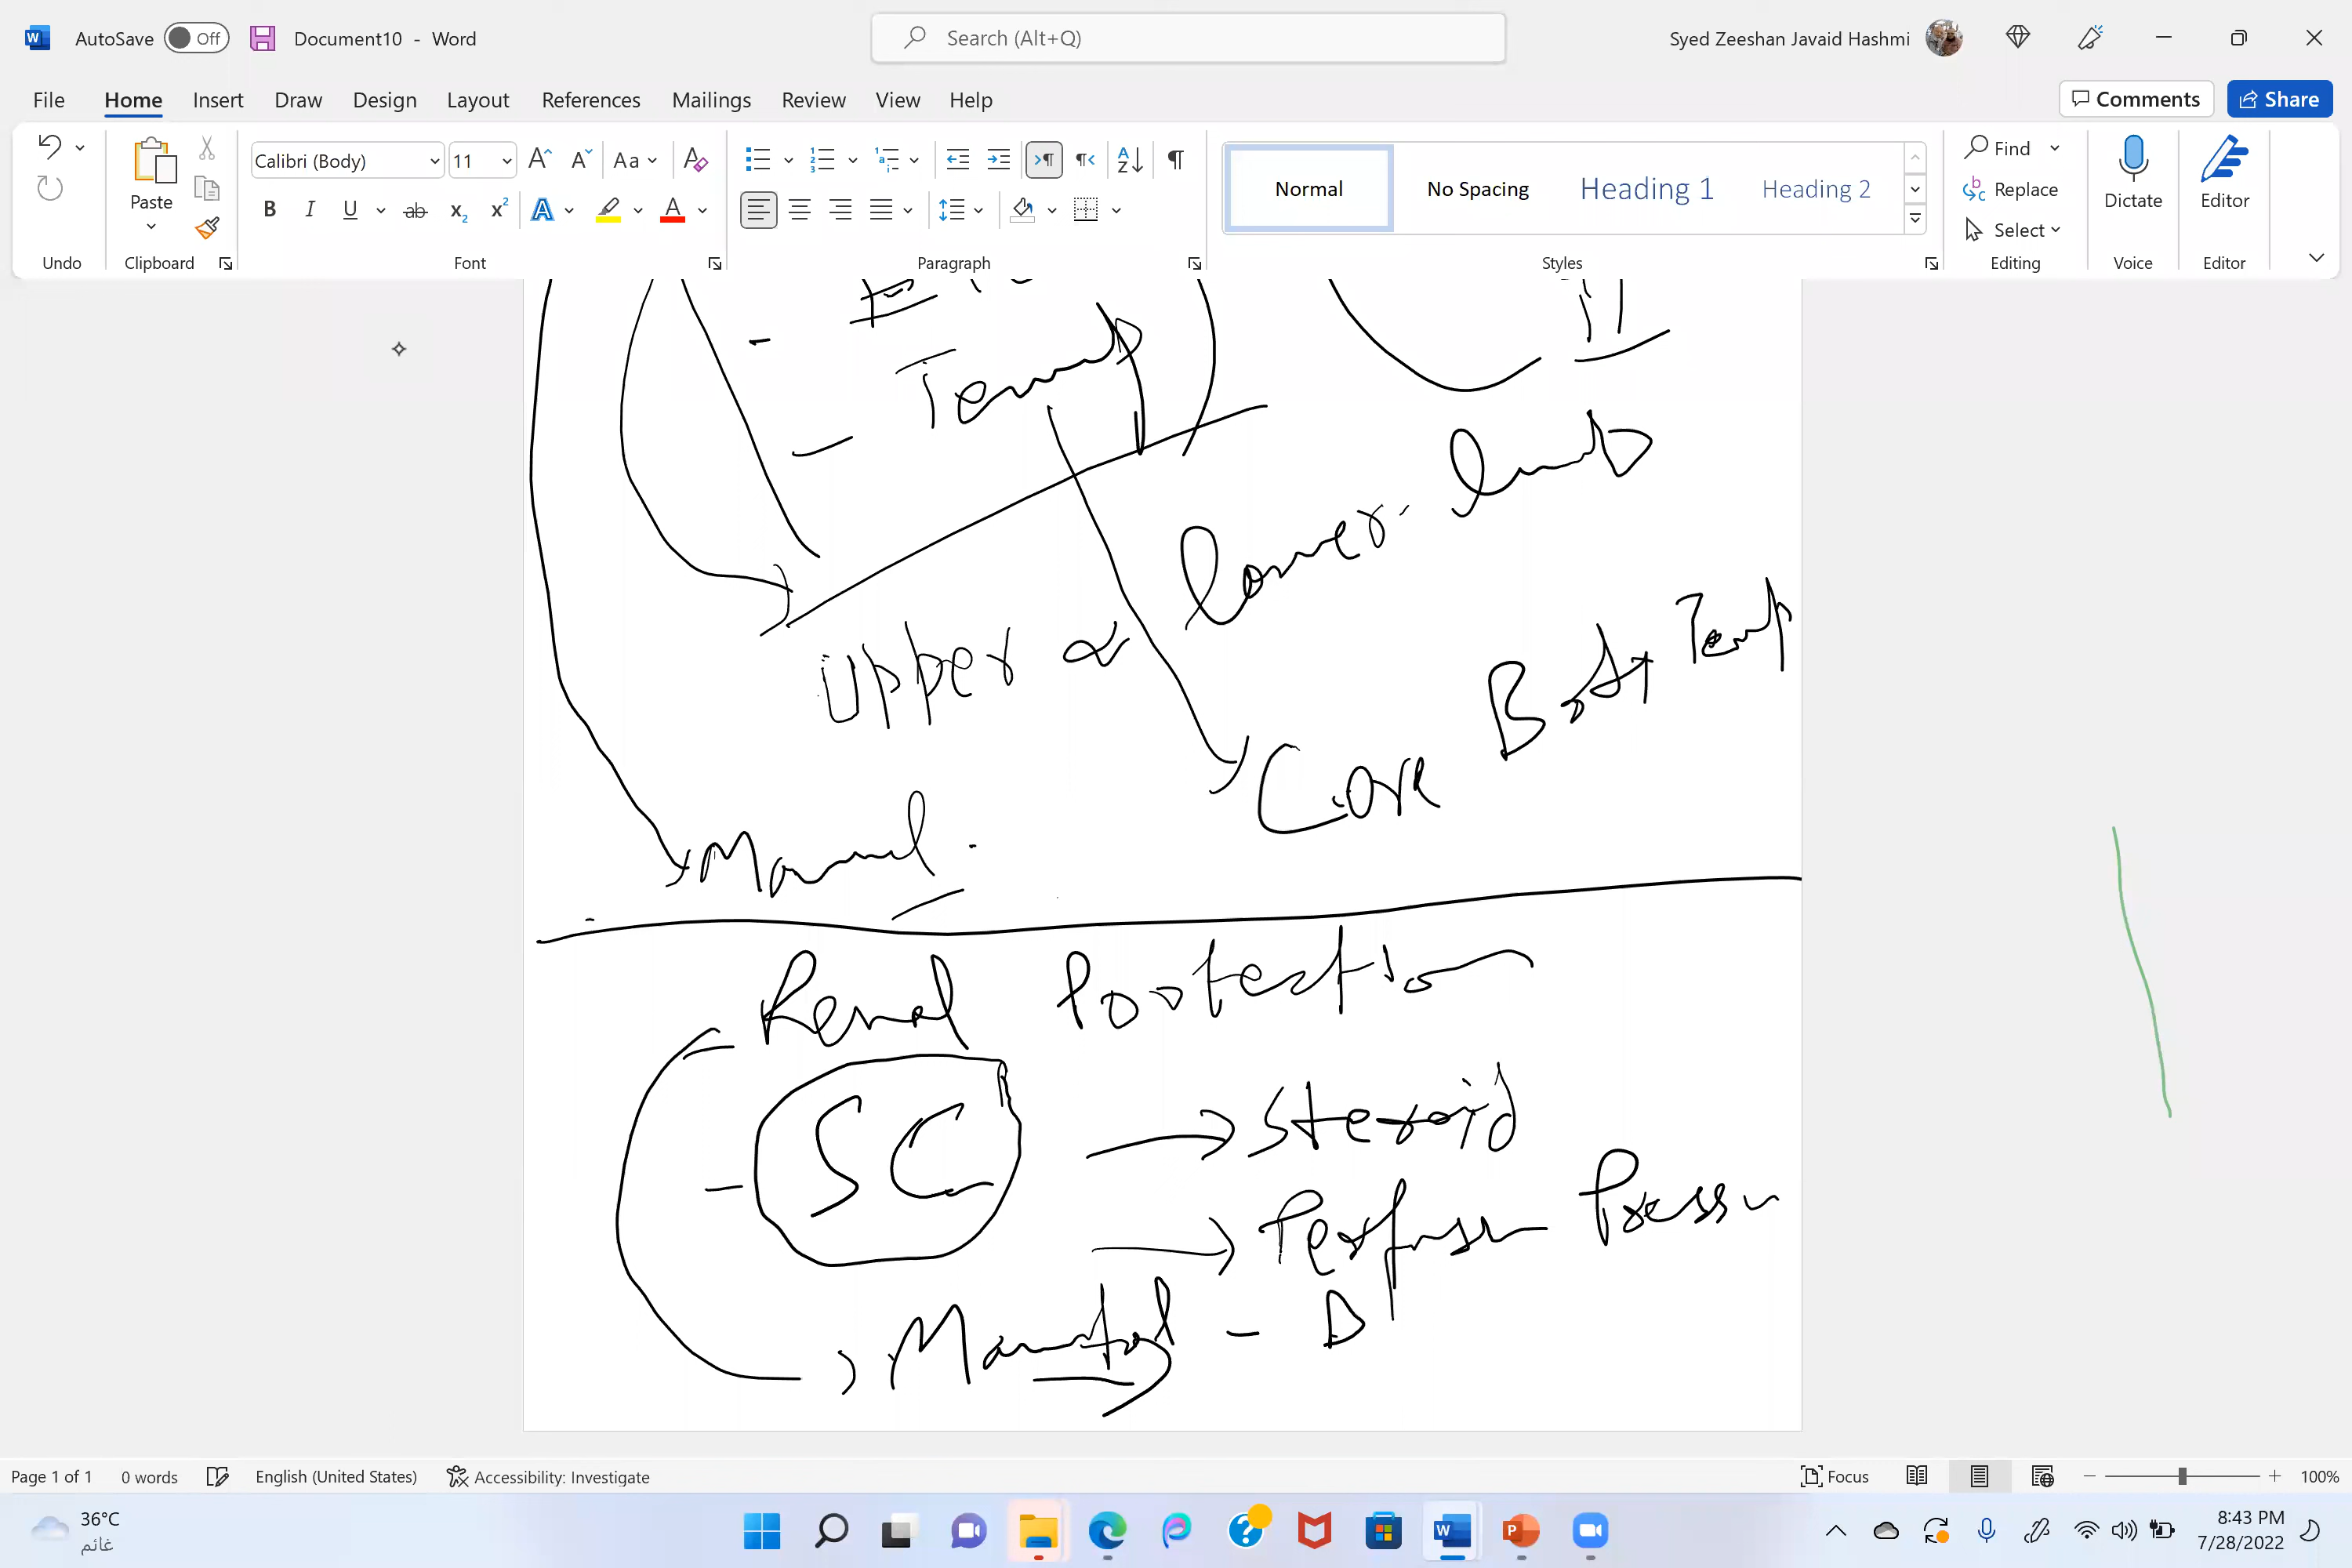 AutoSave Off Document10 - Word Search (Alt+Q) Syed Zeeshan Javaid Hashmi
File Home Insert Draw Design Layout References Mailings Review View Help Comments Share
Calibri (Body) 11 Aa
Paste
Normal No Spacing Heading 1 Heading 2
Find
Replace
Select
Dictate Editor
Undo Clipboard Font Paragraph Styles Editing Voice Editor
- Temp
Upper & lower limb
Core Body Temp
Renal Protection
- SC → Steroid
→ Perfusion Pressu
Manitol - D
Page 1 of 1 0 words English (United States) Accessibility: Investigate Focus 100%
36°C
غائم
8:43 PM
7/28/2022